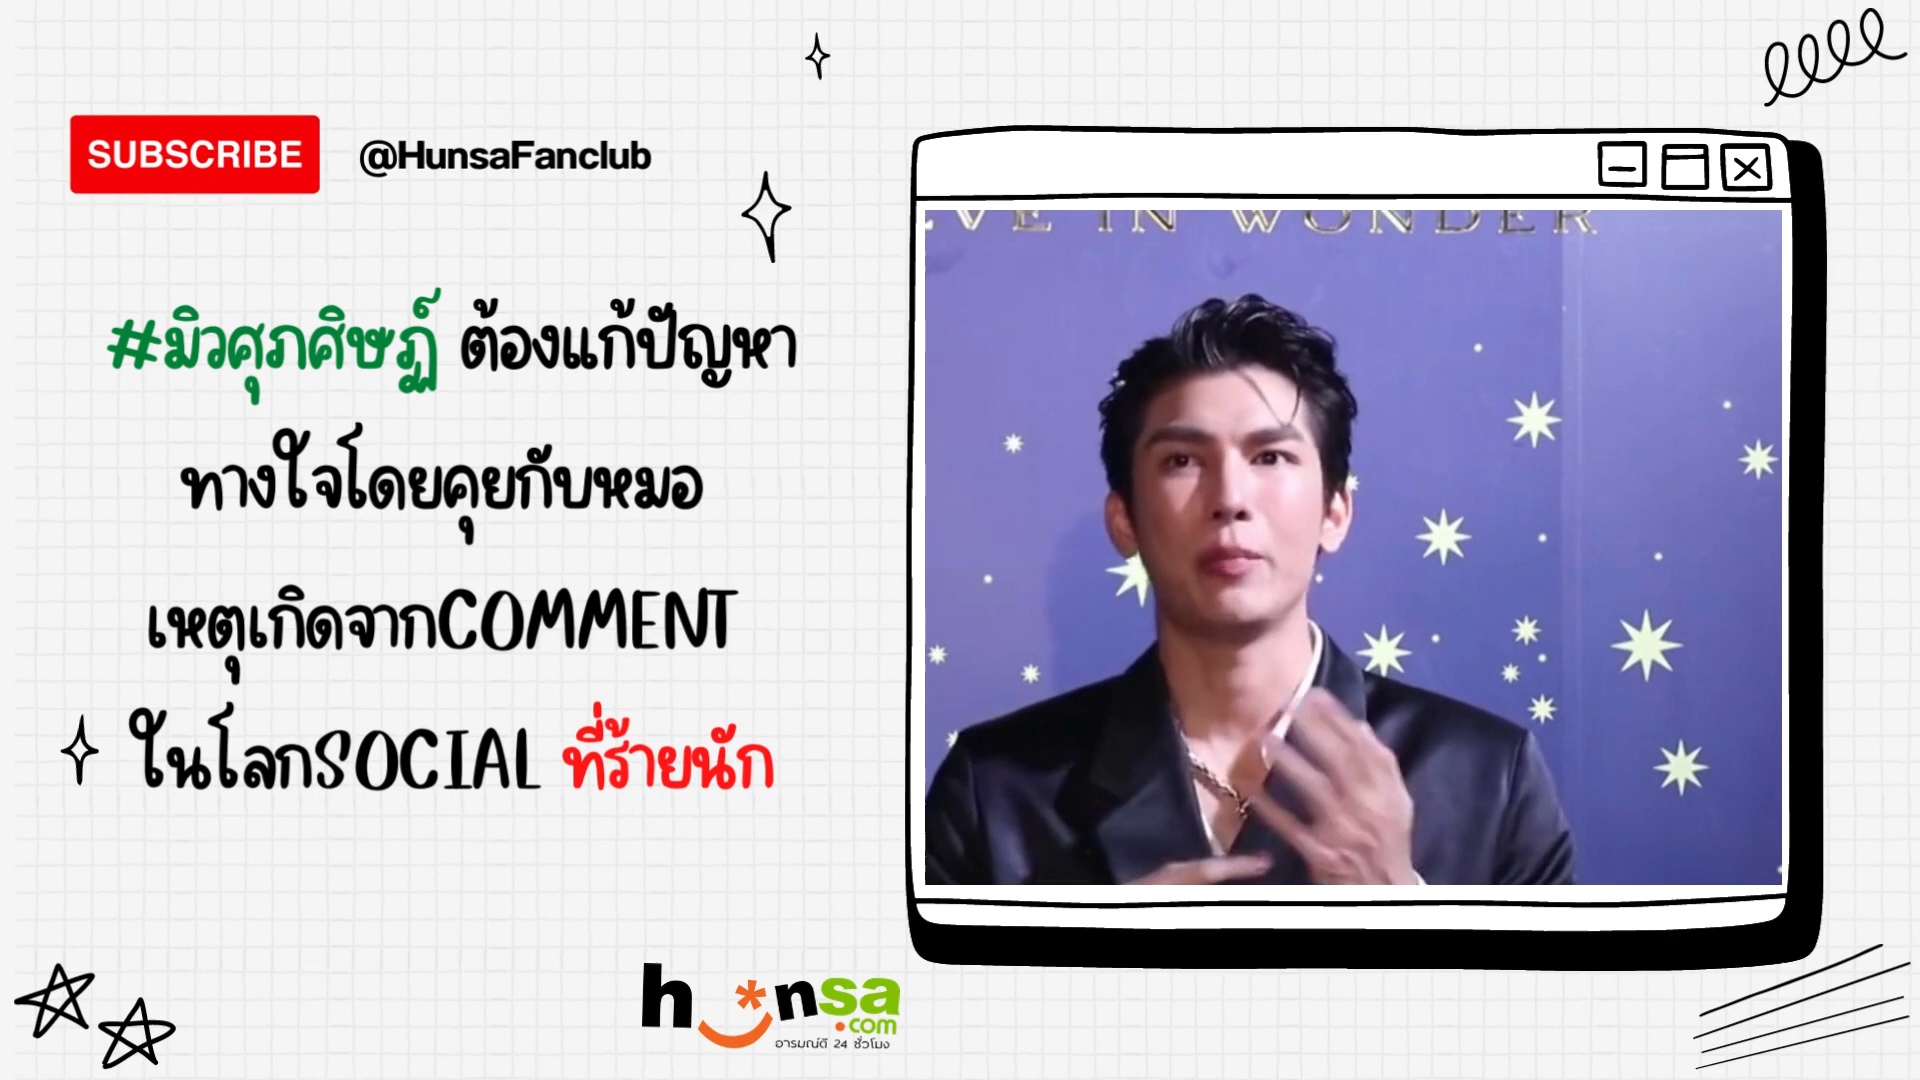 SUBSCRIBE @HunsaFanclub
#มิวศุภศิษฏ์ ต้องแก้ปัญหา
ทางใจโดยคุยกับหมอ
เหตุเกิดจากCOMMENT
ในโลกSOCIAL ที่ร้ายนัก
EVE IN WONDER
hunsa
.com
อารมณ์ดี 24 ชั่วโมง